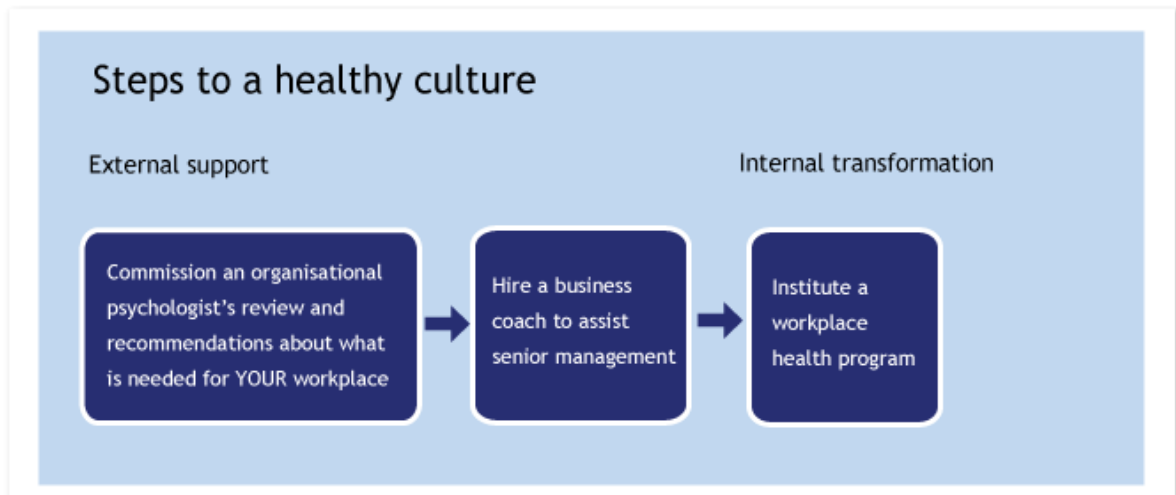 Steps to a healthy culture
External support
Internal transformation
Commission an organisational
psychologist's review and
recommendations about what
is needed for YOUR workplace
Hire a business
coach to assist
senior management
Institute a
workplace
health program